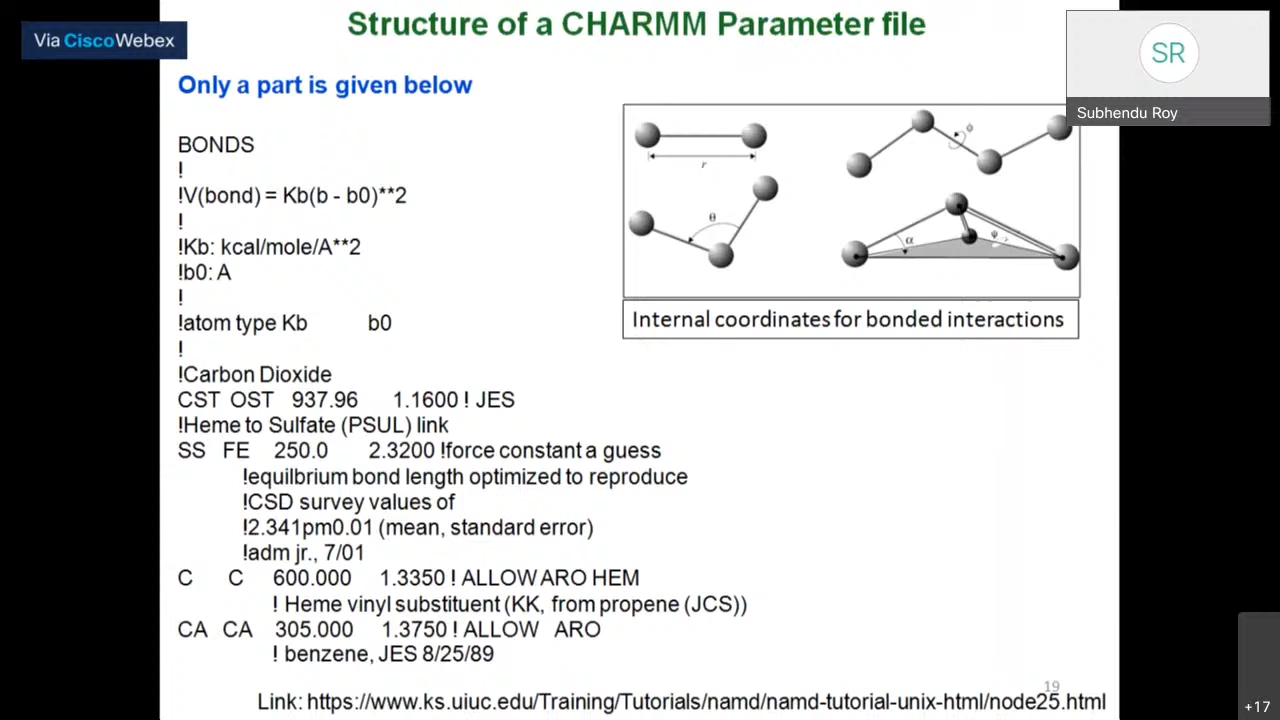 Structure of a CHARMM Parameter file
Via Cisco Webex
SR
Subhendu Roy
Only a part is given below
BONDS
!
!V(bond) = Kb(b - b0)**2
!
!Kb: kcal/mole/A**2
!b0: A
!
!atom type Kb b0
!
!Carbon Dioxide
CST OST 937.96 1.1600 ! JES
!Heme to Sulfate (PSUL) link
SS FE 250.0 2.3200 !force constant a guess
!equilbrium bond length optimized to reproduce
!CSD survey values of
!2.341pm0.01 (mean, standard error)
!adm jr., 7/01
C C 600.000 1.3350 ! ALLOW ARO HEM
! Heme vinyl substituent (KK, from propene (JCS))
CA CA 305.000 1.3750 ! ALLOW ARO
! benzene, JES 8/25/89
r
θ
ϕ
α
ψ
Internal coordinates for bonded interactions
19
Link: https://www.ks.uiuc.edu/Training/Tutorials/namd/namd-tutorial-unix-html/node25.html
+17